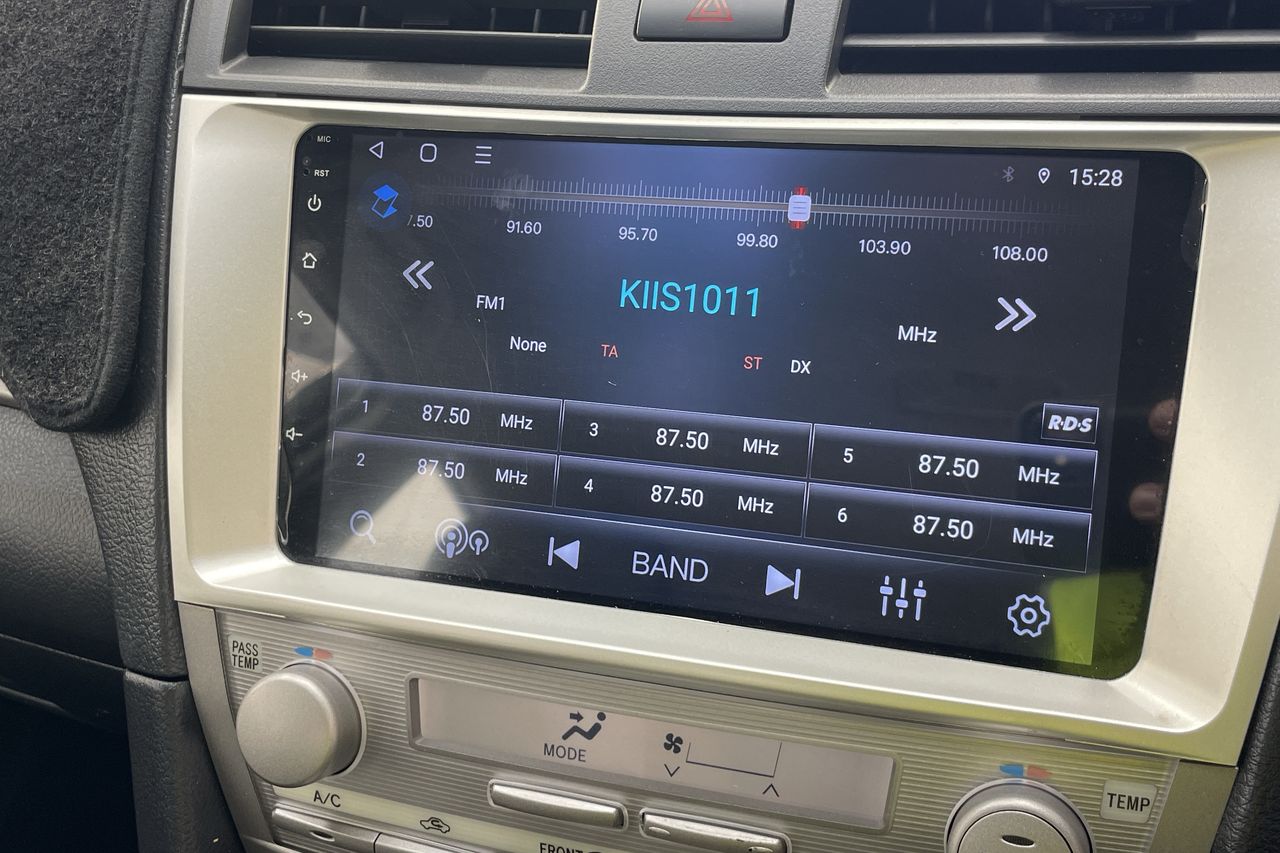 MIC
RST
15:28
91.60 95.70 99.80 103.90 108.00
FM1 KIIS1011 MHz
None TA ST DX
R·D·S
1 87.50 MHz 3 87.50 MHz 5 87.50 MHz
2 87.50 MHz 4 87.50 MHz 6 87.50 MHz
BAND
PASS
TEMP
MODE
TEMP
A/C
FRONT